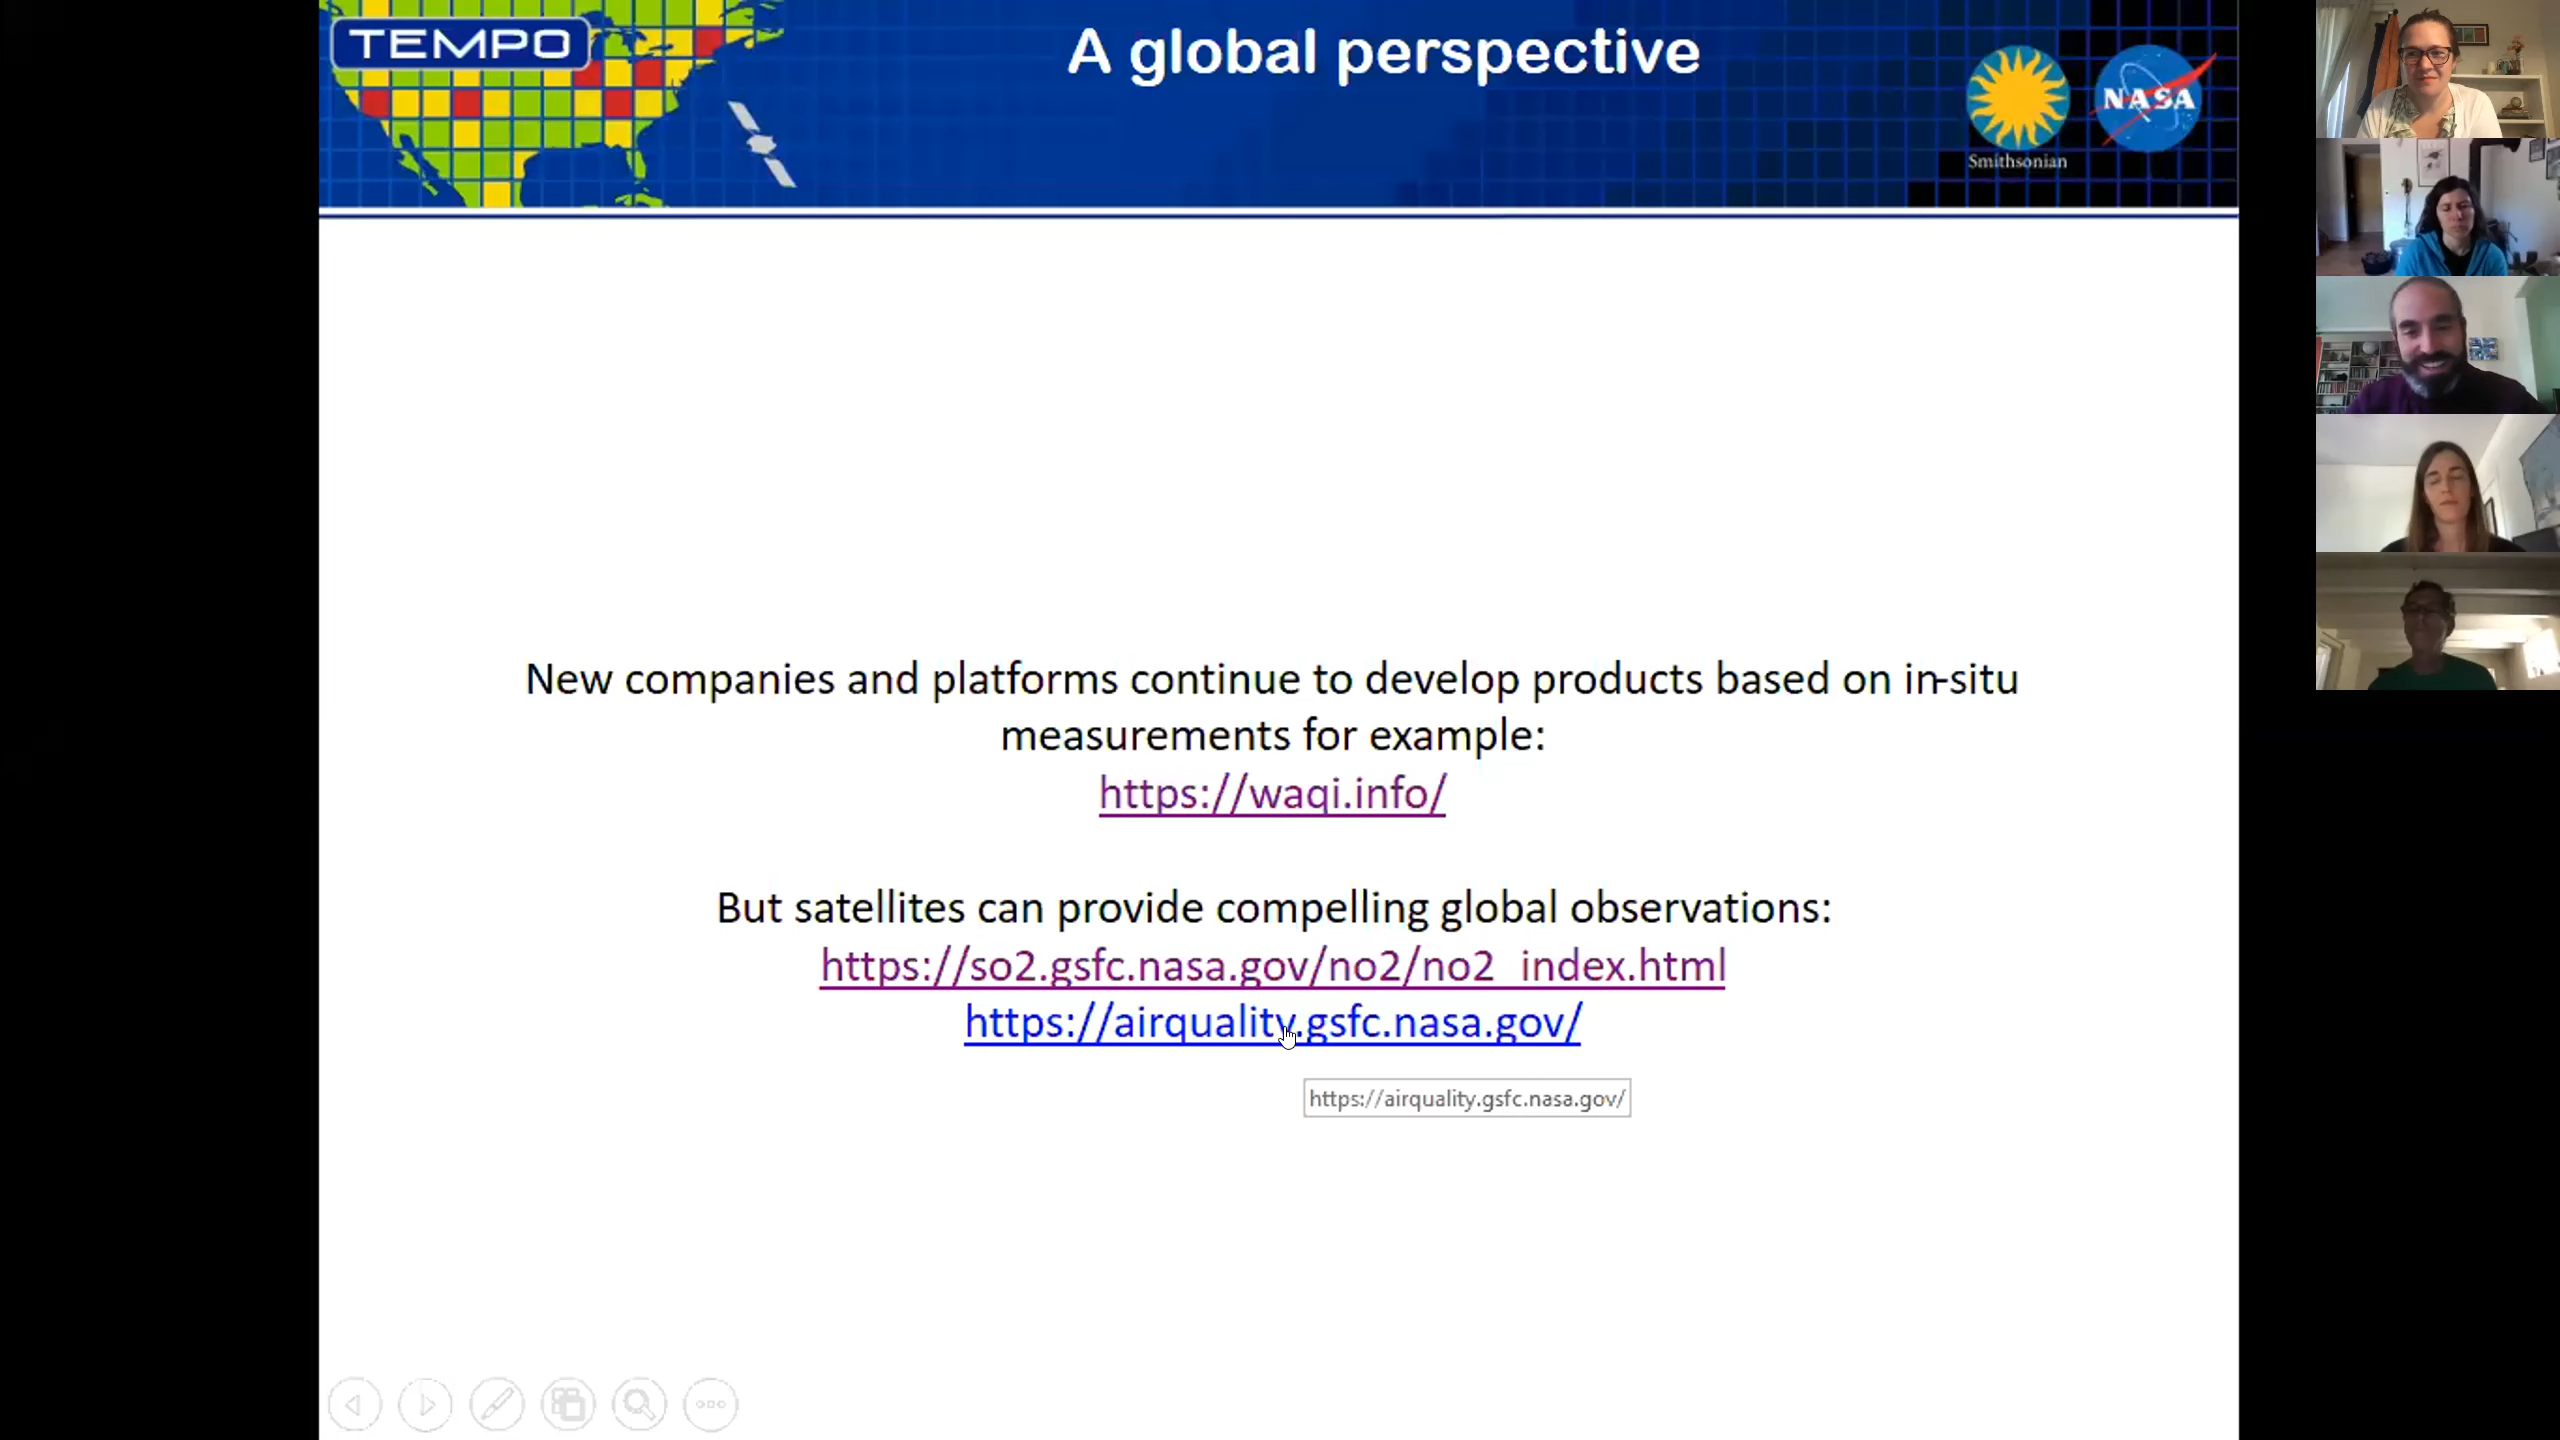 TEMPO
A global perspective
Smithsonian
NASA
New companies and platforms continue to develop products based on in-situ
measurements for example:
https://waqi.info/
But satellites can provide compelling global observations:
https://so2.gsfc.nasa.gov/no2/no2_index.html
https://airquality.gsfc.nasa.gov/
https://airquality.gsfc.nasa.gov/